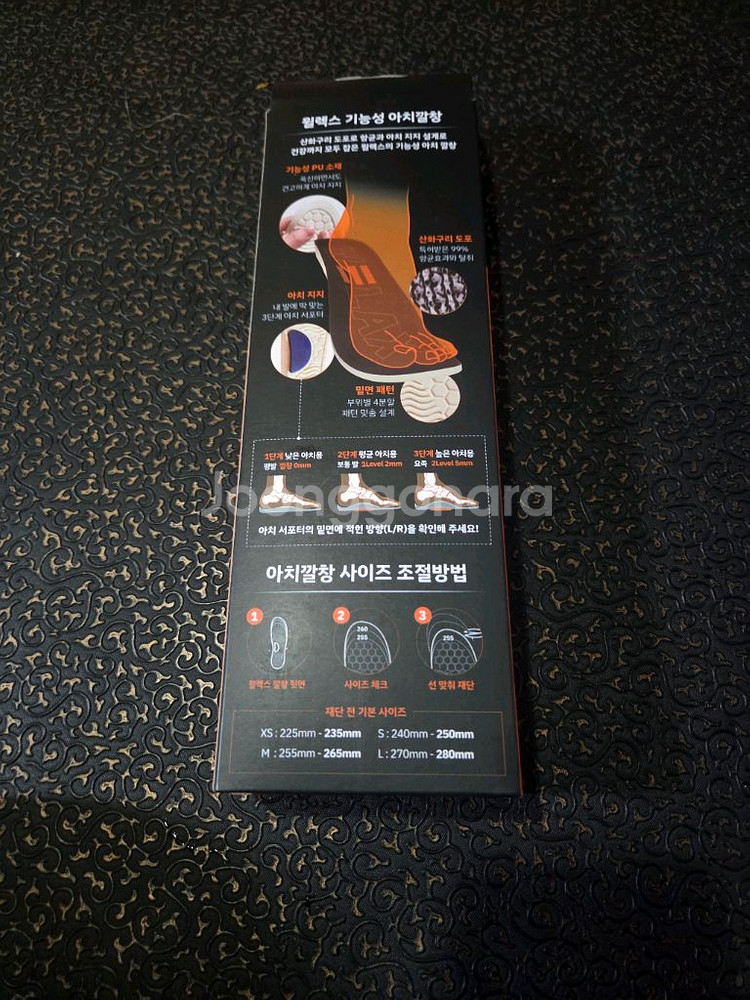 윌렉스 기능성 아치깔창
산화구리 도포로 항균과 아치 지지 설계로
건강까지 모두 잡은 윌렉스의 기능성 아치 깔창
기능성 PU 소재
푹신하면서도
견고하게 아치 지지
산화구리 도포
특허받은 99%
항균효과와 탈취
아치 지지
내 발에 딱 맞는
3단계 아치 서포터
밑면 패턴
부위별 4분할
패턴 맞춤 설계
1단계 낮은 아치용
평발 깔창 0mm
2단계 평균 아치용
보통 발 1Level 2mm
3단계 높은 아치용
요족 2Level 5mm
Joonggonara
아치 서포터의 밑면에 적힌 방향(L/R)을 확인해 주세요!
아치깔창 사이즈 조절방법
1
2
3
260
255
255
윌렉스 깔창 뒷면
사이즈 체크
선 맞춰 재단
재단 전 기본 사이즈
XS : 225mm - 235mm
S : 240mm - 250mm
M : 255mm - 265mm
L : 270mm - 280mm